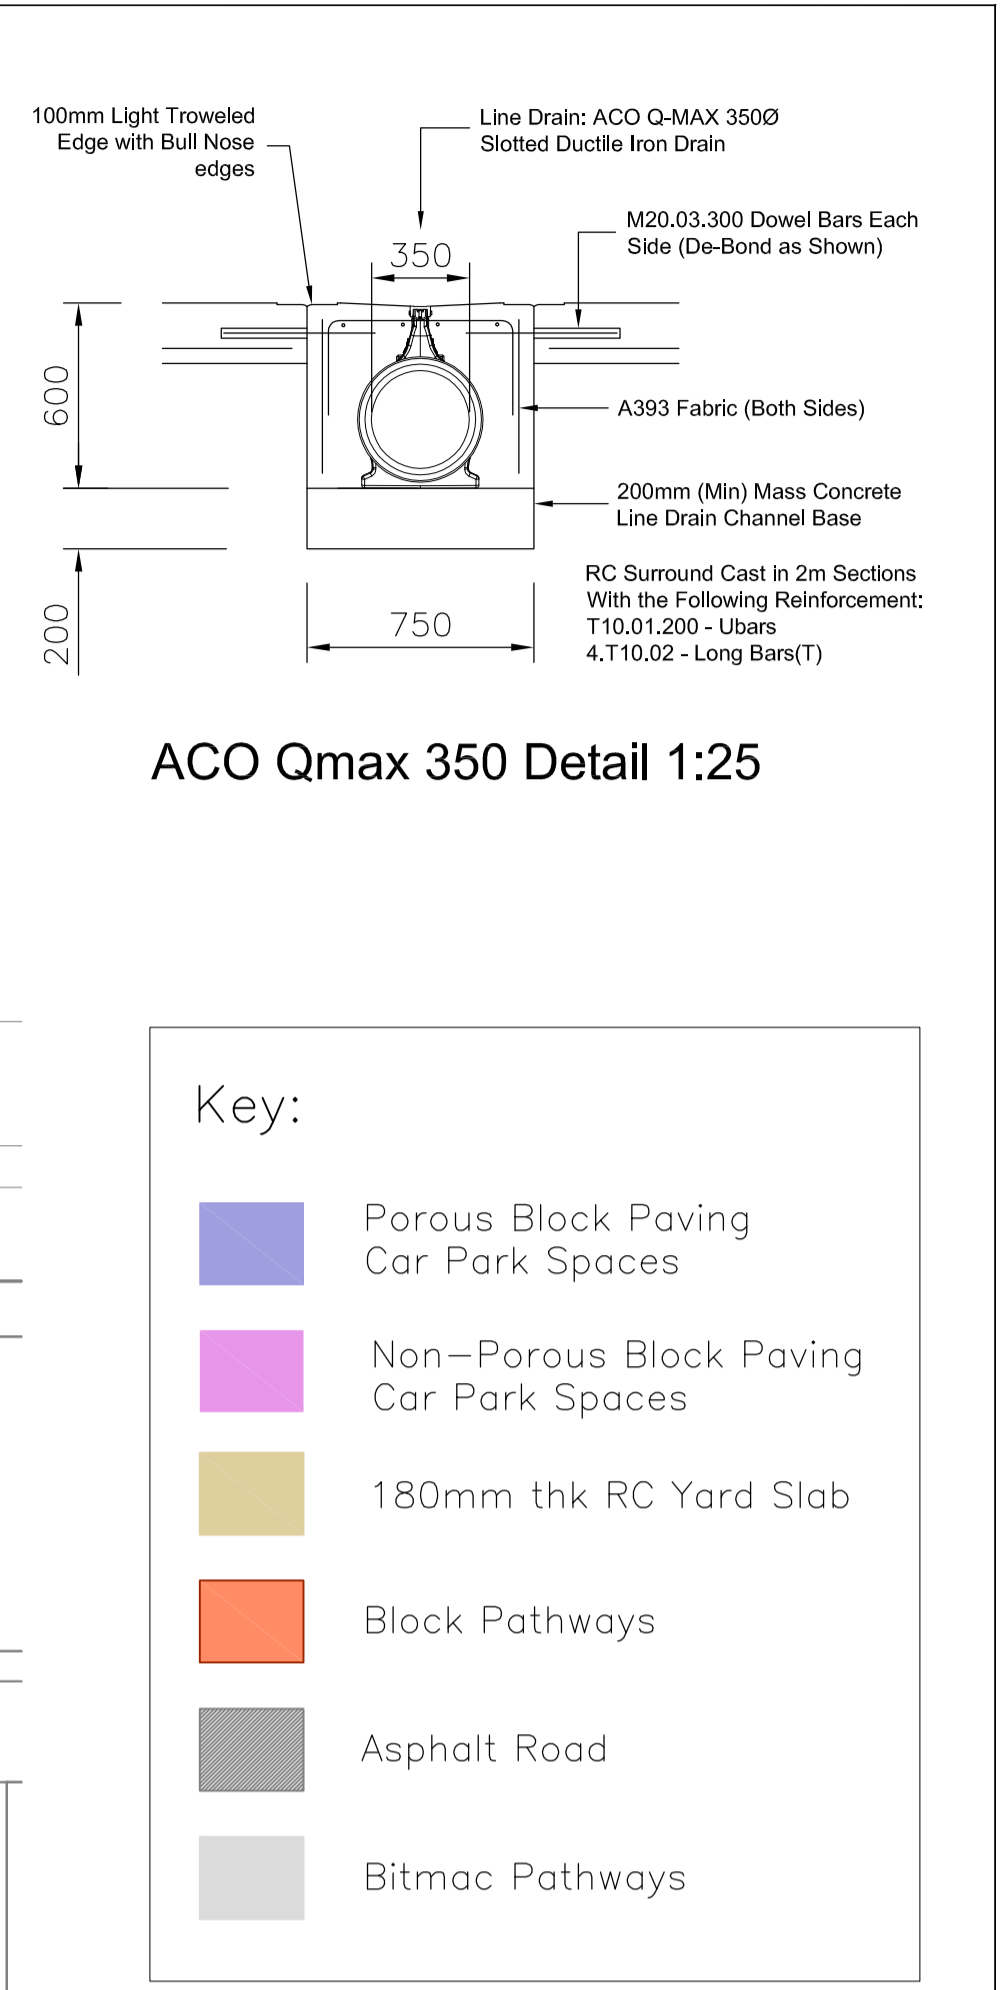 100mm Light Troweled
Edge with Bull Nose
edges
Line Drain: ACO Q-MAX 350Ø
Slotted Ductile Iron Drain
M20.03.300 Dowel Bars Each
Side (De-Bond as Shown)
350
600
A393 Fabric (Both Sides)
200mm (Min) Mass Concrete
Line Drain Channel Base
200
750
RC Surround Cast in 2m Sections
With the Following Reinforcement:
T10.01.200 - Ubars
4.T10.02 - Long Bars(T)
ACO Qmax 350 Detail 1:25
Key:
Porous Block Paving
Car Park Spaces
Non-Porous Block Paving
Car Park Spaces
180mm thk RC Yard Slab
Block Pathways
Asphalt Road
Bitmac Pathways